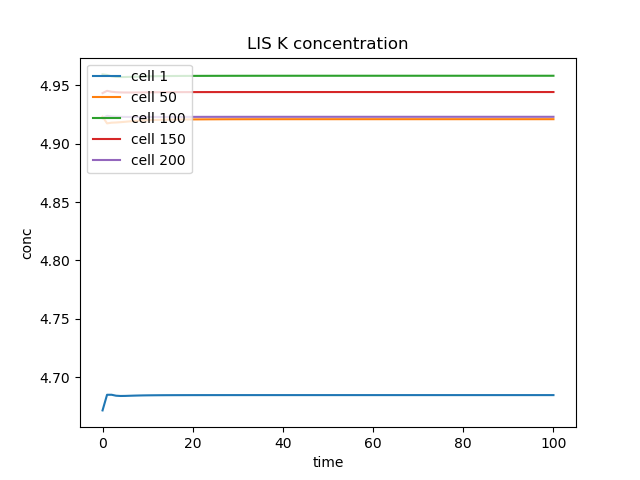 LIS K concentration
cell 1
cell 50
cell 100
cell 150
cell 200
4.95
4.90
4.85
4.80
4.75
4.70
conc
0 20 40 60 80 100
time